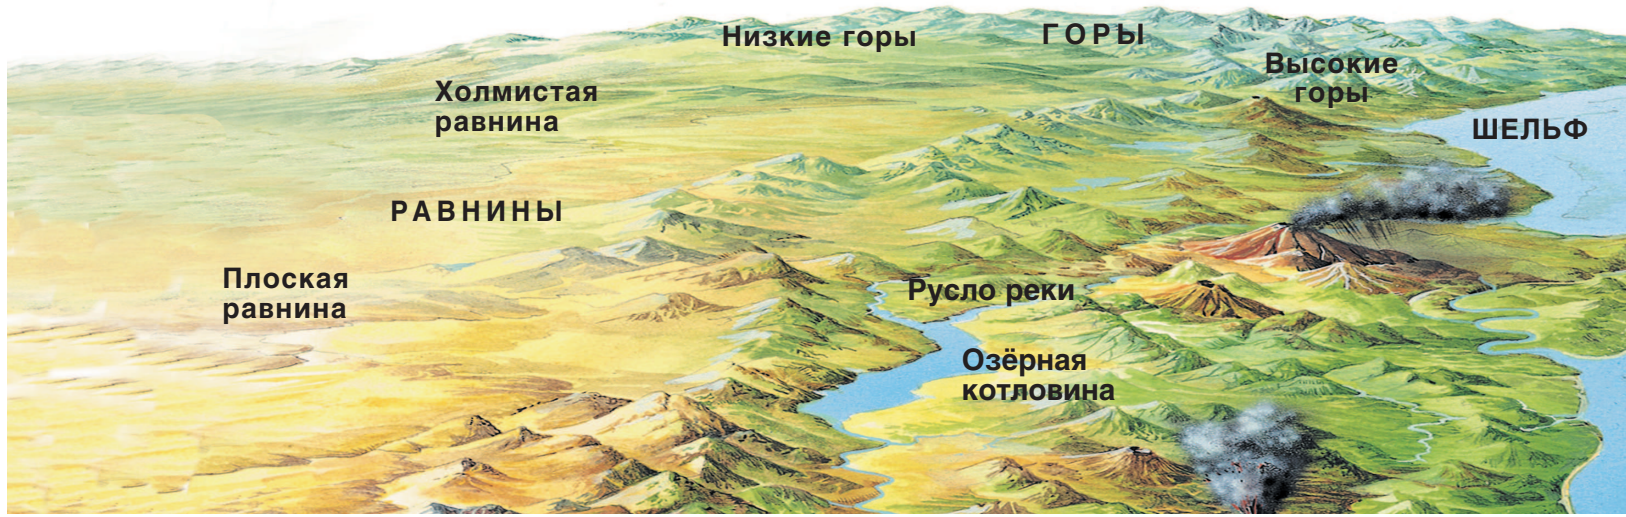 Низкие горы
ГОРЫ
Высокие
горы
Холмистая
равнина
ШЕЛЬФ
РАВНИНЫ
Плоская
равнина
Русло реки
Озёрная
котловина